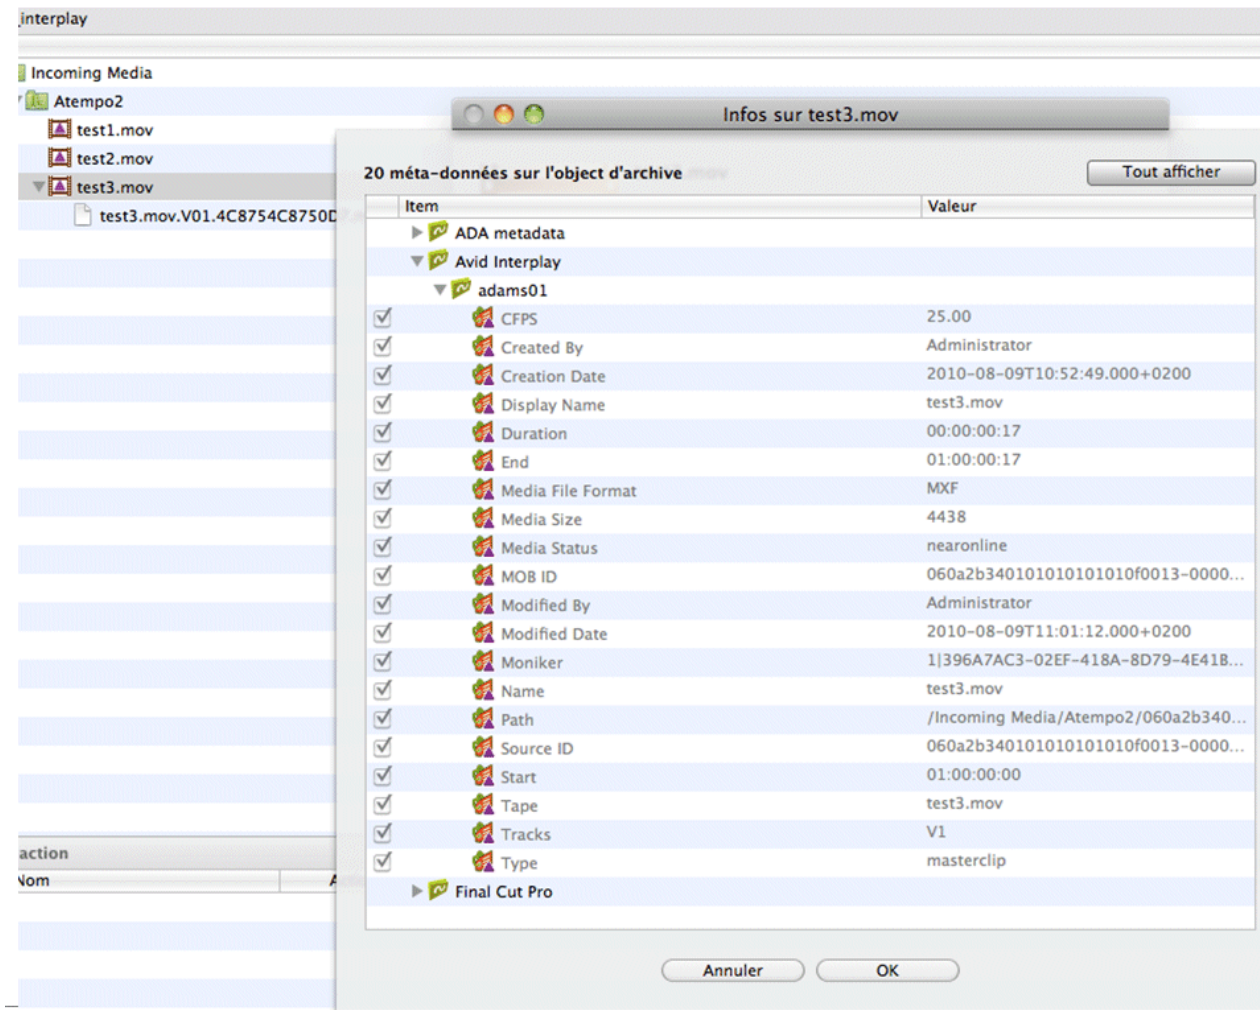 _interplay
Incoming Media
Atempo2
test1.mov
test2.mov
test3.mov
test3.mov.V01.4C8754C8750D
Infos sur test3.mov
20 méta-données sur l'object d'archive
Tout afficher
Item Valeur
ADA metadata
Avid Interplay
adams01
CFPS 25.00
Created By Administrator
Creation Date 2010-08-09T10:52:49.000+0200
Display Name test3.mov
Duration 00:00:00:17
End 01:00:00:17
Media File Format MXF
Media Size 4438
Media Status nearonline
MOB ID 060a2b340101010101010f0013-0000...
Modified By Administrator
Modified Date 2010-08-09T11:01:12.000+0200
Moniker 1|396A7AC3-02EF-418A-8D79-4E41B...
Name test3.mov
Path /Incoming Media/Atempo2/060a2b340...
Source ID 060a2b340101010101010f0013-0000...
Start 01:00:00:00
Tape test3.mov
Tracks V1
Type masterclip
Final Cut Pro
action
Nom
Annuler OK